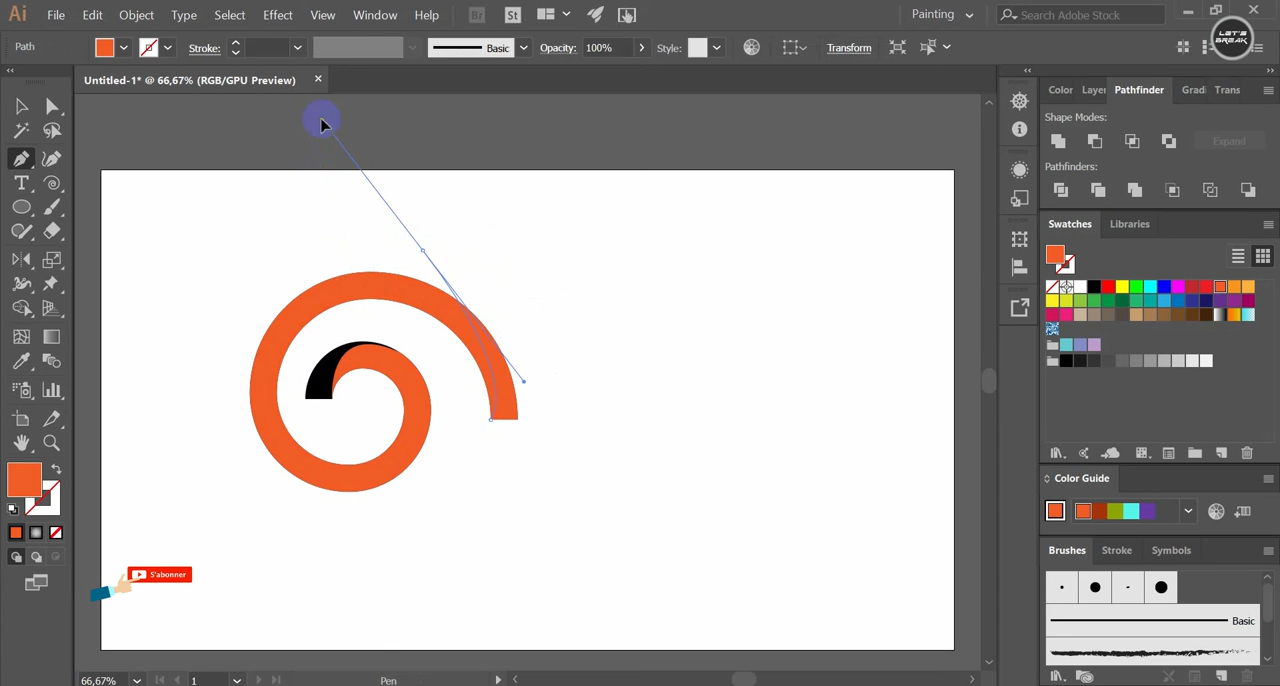 Ai File Edit Object Type Select Effect View Window Help Br St Painting Search Adobe Stock
LET'S BREAK
Path Stroke: Basic Opacity: 100% Style: Transform
Untitled-1* @ 66,67% (RGB/GPU Preview)
Color Layer Pathfinder Gradi Trans
Shape Modes:
Expand
Pathfinders:
Swatches Libraries
Color Guide
S'abonner
Brushes Stroke Symbols
Basic
66,67% 1 Pen